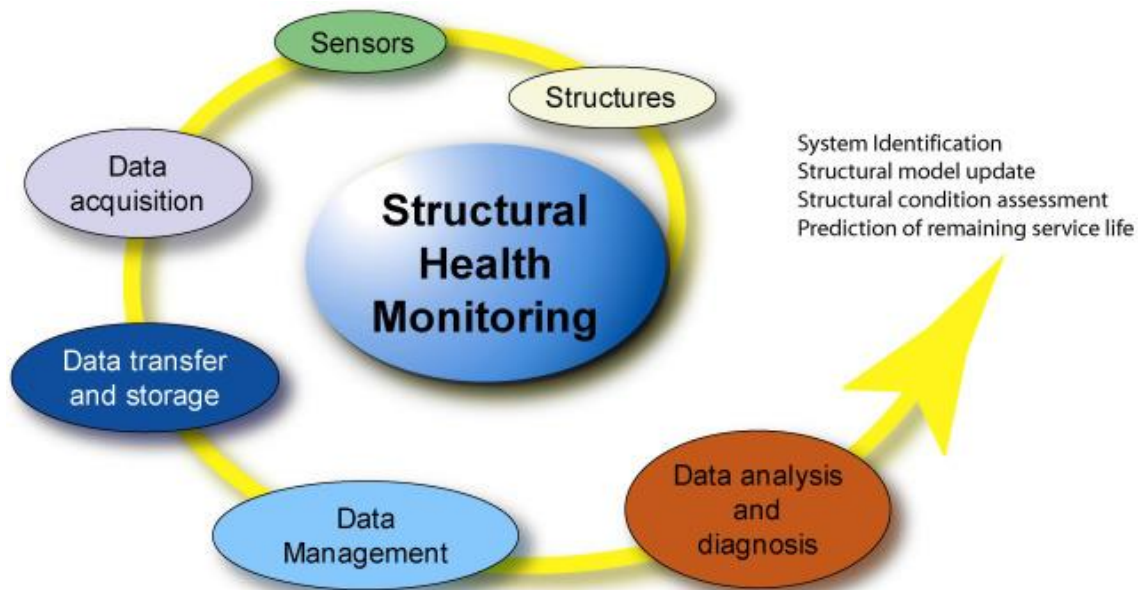 Sensors
Structures
Data
acquisition
Structural
Health
Monitoring
System Identification
Structural model update
Structural condition assessment
Prediction of remaining service life
Data transfer
and storage
Data
Management
Data analysis
and
diagnosis